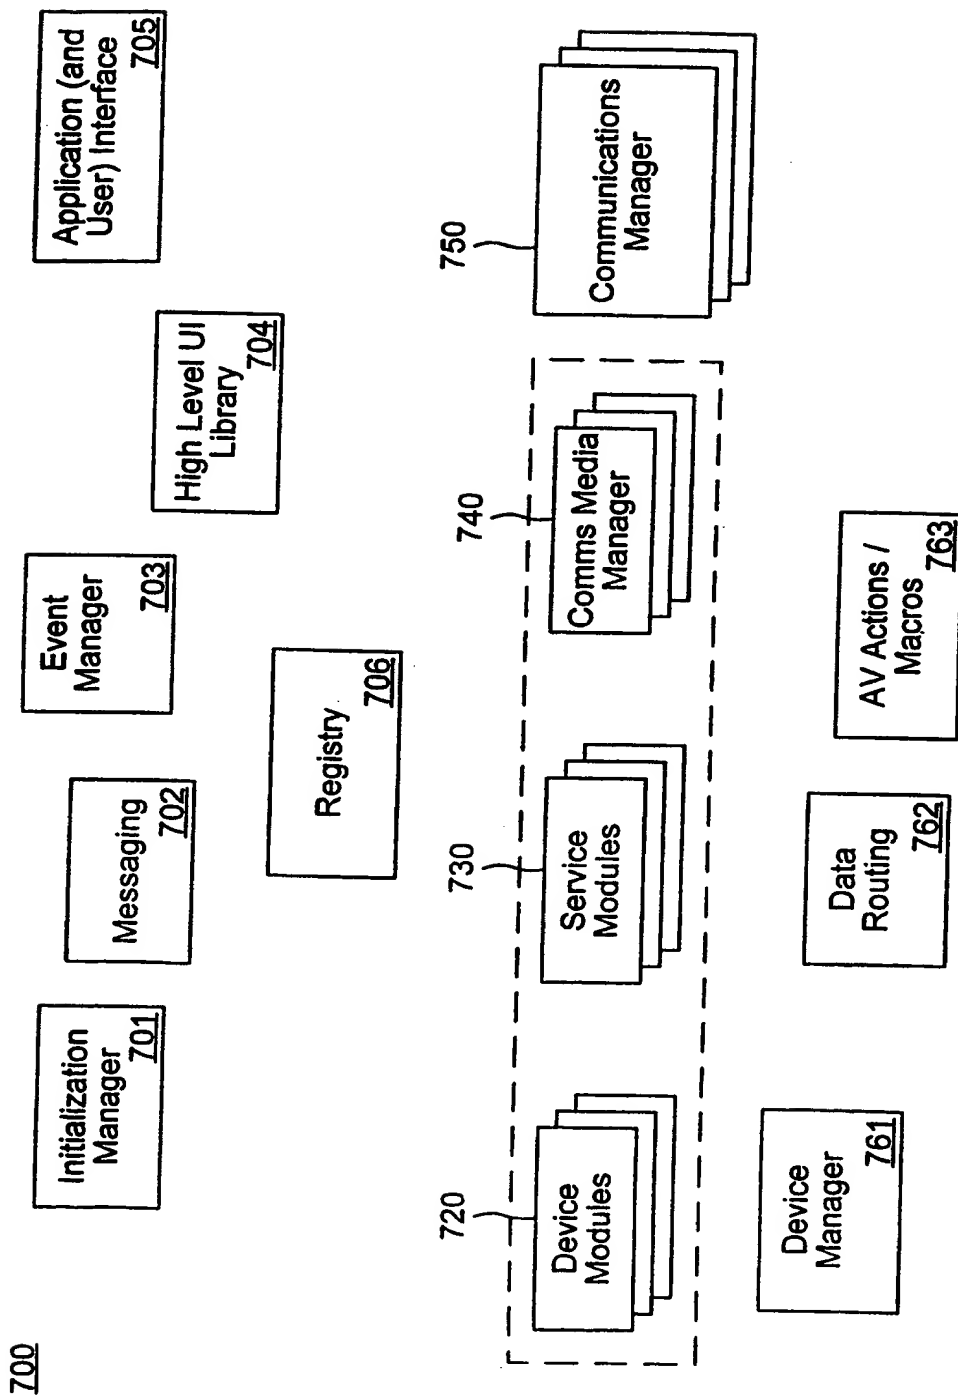 700
Initialization
Manager
701
Messaging
702
Event
Manager
703
High Level UI
Library
704
Application (and
User) Interface
705
Registry
706
720
Device
Modules
730
Service
Modules
740
Comms Media
Manager
750
Communications
Manager
Device
Manager
761
Data
Routing
762
AV Actions /
Macros
763